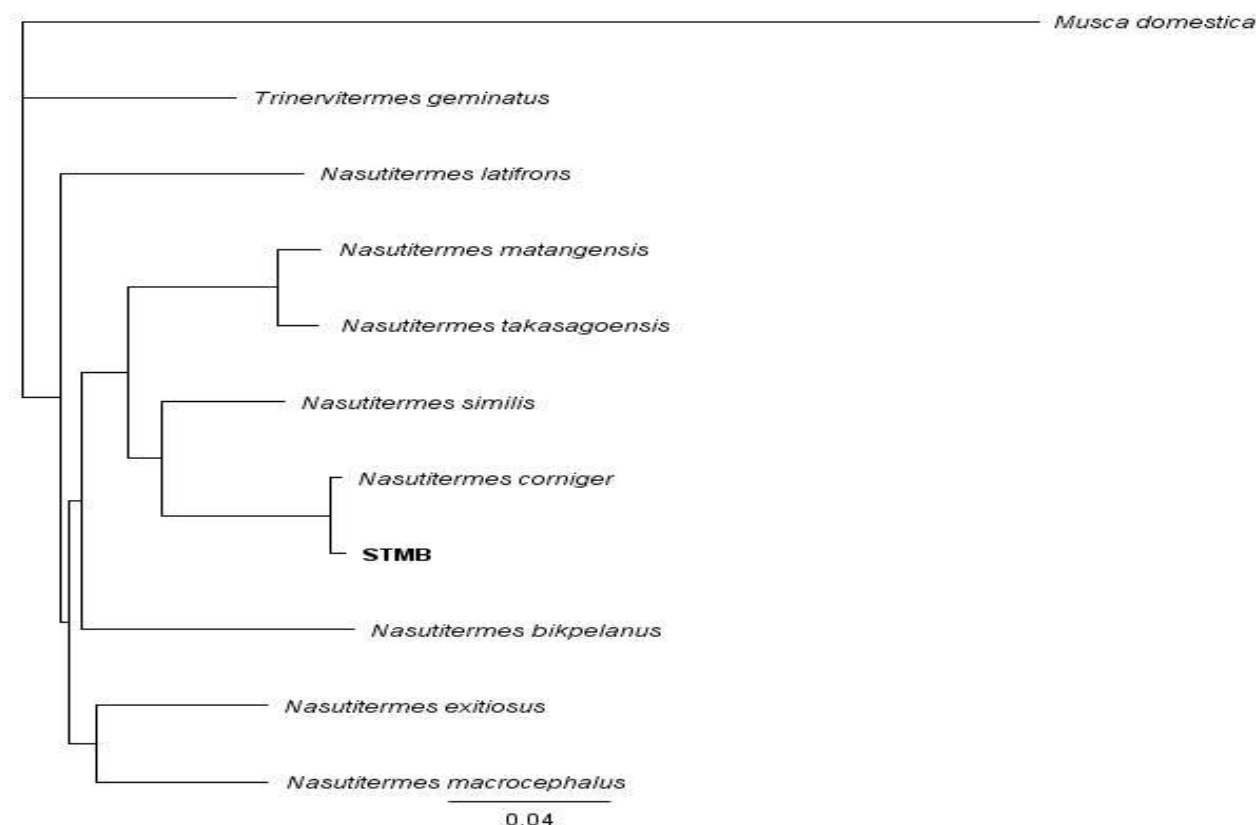 Musca domestica
Trinervitermes geminatus
Nasutitermes latifrons
Nasutitermes matangensis
Nasutitermes takasagoensis
Nasutitermes similis
Nasutitermes corniger
STMB
Nasutitermes bikpelanus
Nasutitermes exitiosus
Nasutitermes macrocephalus
0.04